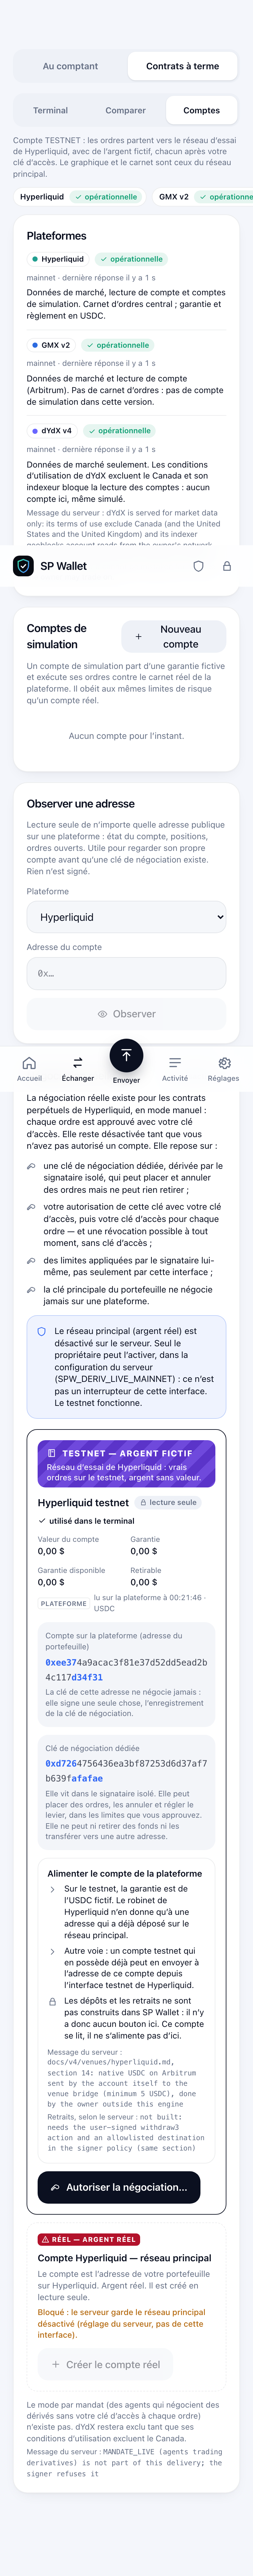 Au comptant
Contrats à terme
Terminal
Comparer
Comptes
Compte TESTNET : les ordres partent vers le réseau d'essai
de Hyperliquid, avec de l'argent fictif, chacun après votre
clé d'accès. Le graphique et le carnet sont ceux du réseau
principal.
Hyperliquid
opérationnelle
GMX v2
opérationne
Plateformes
Hyperliquid
opérationnelle
mainnet · dernière réponse il y a 1 s
Données de marché, lecture de compte et comptes
de simulation. Carnet d'ordres central ; garantie et
règlement en USDC.
GMX v2
opérationnelle
mainnet · dernière réponse il y a 1 s
Données de marché et lecture de compte
(Arbitrum). Pas de carnet d'ordres : pas de compte
de simulation dans cette version.
dYdX v4
opérationnelle
mainnet · dernière réponse il y a 1 s
Données de marché seulement. Les conditions
d'utilisation de dYdX excluent le Canada et son
indexeur bloque la lecture des comptes : aucun
compte ici, même simulé.
Message du serveur : dYdX is served for market data
only: its terms of use exclude Canada (and the United
States and the United Kingdom) and its indexer
SP Wallet
Comptes de
simulation
Nouveau
compte
Un compte de simulation part d'une garantie fictive
et exécute ses ordres contre le carnet réel de la
plateforme. Il obéit aux mêmes limites de risque
qu'un compte réel.
Aucun compte pour l'instant.
Observer une adresse
Lecture seule de n'importe quelle adresse publique
sur une plateforme : état du compte, positions,
ordres ouverts. Utile pour regarder son propre
compte avant qu'une clé de négociation existe.
Rien n'est signé.
Plateforme
Hyperliquid
Adresse du compte
0x…
Observer
Accueil
Échanger
Envoyer
Activité
Réglages
La négociation réelle existe pour les contrats
perpétuels de Hyperliquid, en mode manuel :
chaque ordre est approuvé avec votre clé
d'accès. Elle reste désactivée tant que vous
n'avez pas autorisé un compte. Elle exige :
une clé de négociation dédiée, dérivée par le
signataire isolé, qui peut placer et annuler
des ordres mais ne peut rien retirer ;
votre autorisation de cette clé avec votre clé
d'accès, puis votre clé d'accès pour chaque
ordre — et une révocation possible à tout
moment, sans clé d'accès ;
des limites appliquées par le signataire lui-
même, pas seulement par cette interface ;
la clé principale du portefeuille ne négocie
jamais sur une plateforme.
Le réseau principal (argent réel) est
désactivé sur le serveur. Seul le
propriétaire peut l'activer, dans la
configuration du serveur
(SPW_DERIV_LIVE_MAINNET) : ce n'est
pas un interrupteur de cette interface.
Le testnet fonctionne.
TESTNET — ARGENT FICTIF
Réseau d'essai de Hyperliquid : vrais
ordres sur le testnet, argent sans valeur.
Hyperliquid testnet
lecture seule
utilisé dans le terminal
Valeur du compte
Garantie
0,00 $
0,00 $
Garantie disponible
Retirable
0,00 $
0,00 $
PLATEFORME
lu sur la plateforme à 00:21:46 ·
USDC
Compte sur la plateforme (adresse du
portefeuille)
0xee374a9acac3f81e37d52dd5ead2b
4c117d34f31
La clé de cette adresse ne négocie jamais :
elle signe une seule chose, l'enregistrement
de la clé de négociation.
Clé de négociation dédiée
0xd7264756436ea3bf87253d6d37af7
b639fafafae
Elle vit dans le signataire isolé. Elle peut
placer des ordres, les annuler et régler le
levier, dans les limites que vous approuvez.
Elle ne peut ni retirer des fonds ni les
transférer vers une autre adresse.
Alimenter le compte de la plateforme
Sur le testnet, la garantie est de
l'USDC fictif. Le robinet de
Hyperliquid n'en donne qu'à une
adresse qui a déjà déposé sur le
réseau principal.
Autre voie : un compte testnet qui
en possède déjà peut en envoyer à
l'adresse de ce compte depuis
l'interface testnet de Hyperliquid.
Les dépôts et les retraits ne sont
pas construits dans SP Wallet : il n'y
a donc aucun bouton ici. Ce compte
se lit, il ne s'alimente pas d'ici.
Message du serveur :
docs/v4/venues/hyperliquid.md,
section 14: native USDC on Arbitrum
sent by the account itself to the
venue bridge (minimum 5 USDC), done
by the owner outside this engine
Retraits, selon le serveur : not built:
needs the user-signed withdraw3
action and an allowlisted destination
in the signer policy (same section)
Autoriser la négociation…
RÉEL — ARGENT RÉEL
Compte Hyperliquid — réseau principal
Le compte est l'adresse de votre portefeuille
sur Hyperliquid. Argent réel. Il est créé en
lecture seule.
Bloqué : le serveur garde le réseau principal
désactivé (réglage du serveur, pas de cette
interface).
Créer le compte réel
Le mode par mandat (des agents qui négocient des
dérivés sans votre clé d'accès à chaque ordre)
n'existe pas. dYdX restera exclu tant que ses
conditions d'utilisation excluent le Canada.
Message du serveur : MANDATE_LIVE (agents trading
derivatives) is not part of this delivery; the
signer refuses it